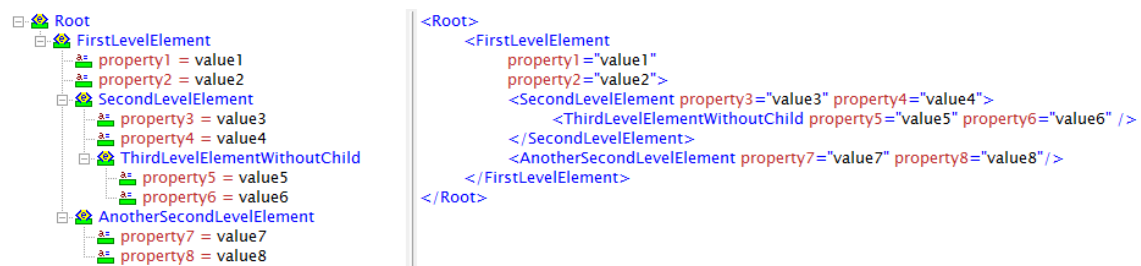 Root
FirstLevelElement
property1 = value1
property2 = value2
SecondLevelElement
property3 = value3
property4 = value4
ThirdLevelElementWithoutChild
property5 = value5
property6 = value6
AnotherSecondLevelElement
property7 = value7
property8 = value8
<Root>
<FirstLevelElement
property1="value1"
property2="value2">
<SecondLevelElement property3="value3" property4="value4">
<ThirdLevelElementWithoutChild property5="value5" property6="value6" />
</SecondLevelElement>
<AnotherSecondLevelElement property7="value7" property8="value8"/>
</FirstLevelElement>
</Root>